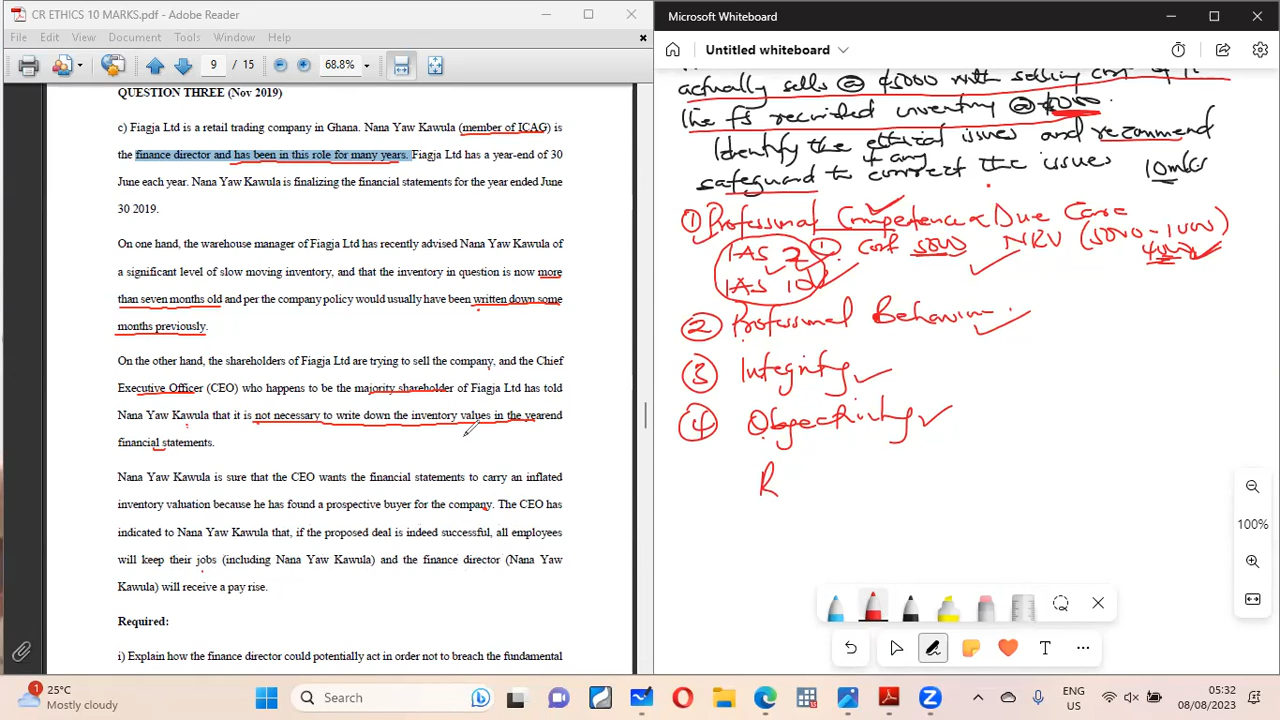 CR ETHICS 10 MARKS.pdf - Adobe Reader
File Edit View Document Tools Window Help
9 / 15 68.8%
QUESTION THREE (Nov 2019)
c) Fiagja Ltd is a retail trading company in Ghana. Nana Yaw Kawula (member of ICAG) is
the finance director and has been in this role for many years. Fiagja Ltd has a year-end of 30
June each year. Nana Yaw Kawula is finalizing the financial statements for the year ended June
30 2019.
On one hand, the warehouse manager of Fiagja Ltd has recently advised Nana Yaw Kawula of
a significant level of slow moving inventory, and that the inventory in question is now more
than seven months old and per the company policy would usually have been written down some
months previously.
On the other hand, the shareholders of Fiagja Ltd are trying to sell the company, and the Chief
Executive Officer (CEO) who happens to be the majority shareholder of Fiagja Ltd has told
Nana Yaw Kawula that it is not necessary to write down the inventory values in the yearend
financial statements.
Nana Yaw Kawula is sure that the CEO wants the financial statements to carry an inflated
inventory valuation because he has found a prospective buyer for the company. The CEO has
indicated to Nana Yaw Kawula that, if the proposed deal is indeed successful, all employees
will keep their jobs (including Nana Yaw Kawula) and the finance director (Nana Yaw
Kawula) will receive a pay rise.
Required:
i) Explain how the finance director could potentially act in order not to breach the fundamental
Microsoft Whiteboard
Untitled whiteboard
actually sells @ ¢5000 with selling cost of
The fs recorded inventory @
Identify the ethical issues and recommend
+ any
safeguard to correct the issues 10mks
① Professional Competence & Due Care
IAS 2 ① Cost 5000 NRV (5000 - 1000)
4000
IAS 10
② Professional Behaviour.
③ Integrity
④ Objectivity
R
100%
1
25°C
Mostly cloudy
Search
ENG
US
05:32
08/08/2023